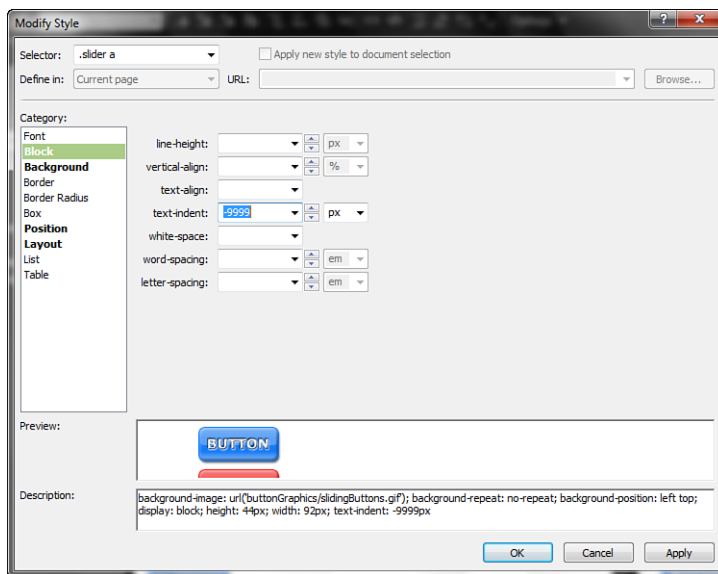 Modify Style
Selector: .slider a Apply new style to document selection
Define in: Current page URL: Browse...
Category:
Font
Block
Background
Border
Border Radius
Box
Position
Layout
List
Table
line-height: px
vertical-align: %
text-align:
text-indent: -9999 px
white-space:
word-spacing: em
letter-spacing: em
Preview:
BUTTON
Description:
background-image: url('buttonGraphics/slidingButtons.gif'); background-repeat: no-repeat; background-position: left top;
display: block; height: 44px; width: 92px; text-indent: -9999px
OK Cancel Apply